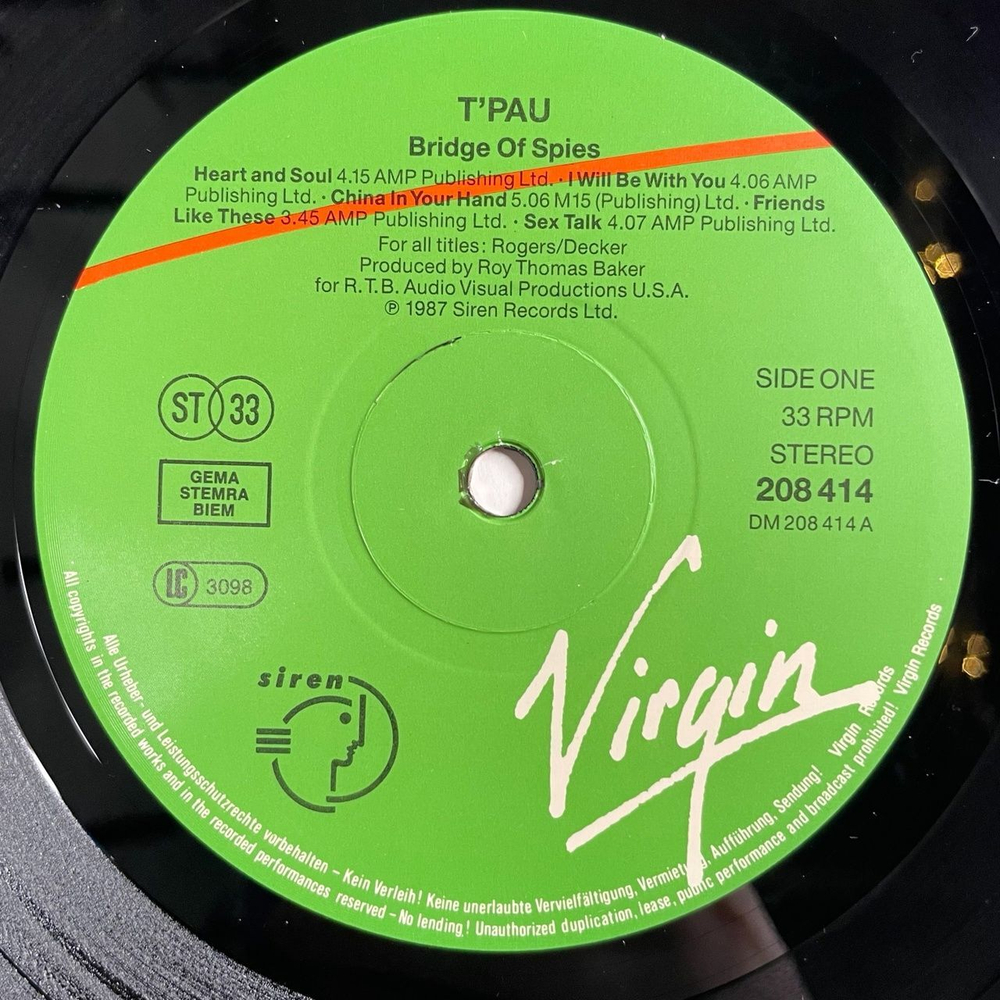 T'PAU
Bridge Of Spies
Heart and Soul 4.15 AMP Publishing Ltd. · I Will Be With You 4.06 AMP
Publishing Ltd. · China In Your Hand 5.06 M15 (Publishing) Ltd. · Friends
Like These 3.45 AMP Publishing Ltd. · Sex Talk 4.07 AMP Publishing Ltd.
For all titles: Rogers/Decker
Produced by Roy Thomas Baker
for R.T.B. Audio Visual Productions U.S.A.
℗ 1987 Siren Records Ltd.
ST 33
GEMA
STEMRA
BIEM
LC 3098
SIDE ONE
33 RPM
STEREO
208 414
DM 208 414 A
siren
Virgin
Alle Urheber- und Leistungsschutzrechte vorbehalten – Kein Verleih! Keine unerlaubte Vervielfältigung, Vermietung, Aufführung, Sendung! Virgin Records
All copyrights in the recorded works and in the recorded performances reserved – No lending! Unauthorized duplication, lease, public performance and broadcast prohibited! Virgin Records